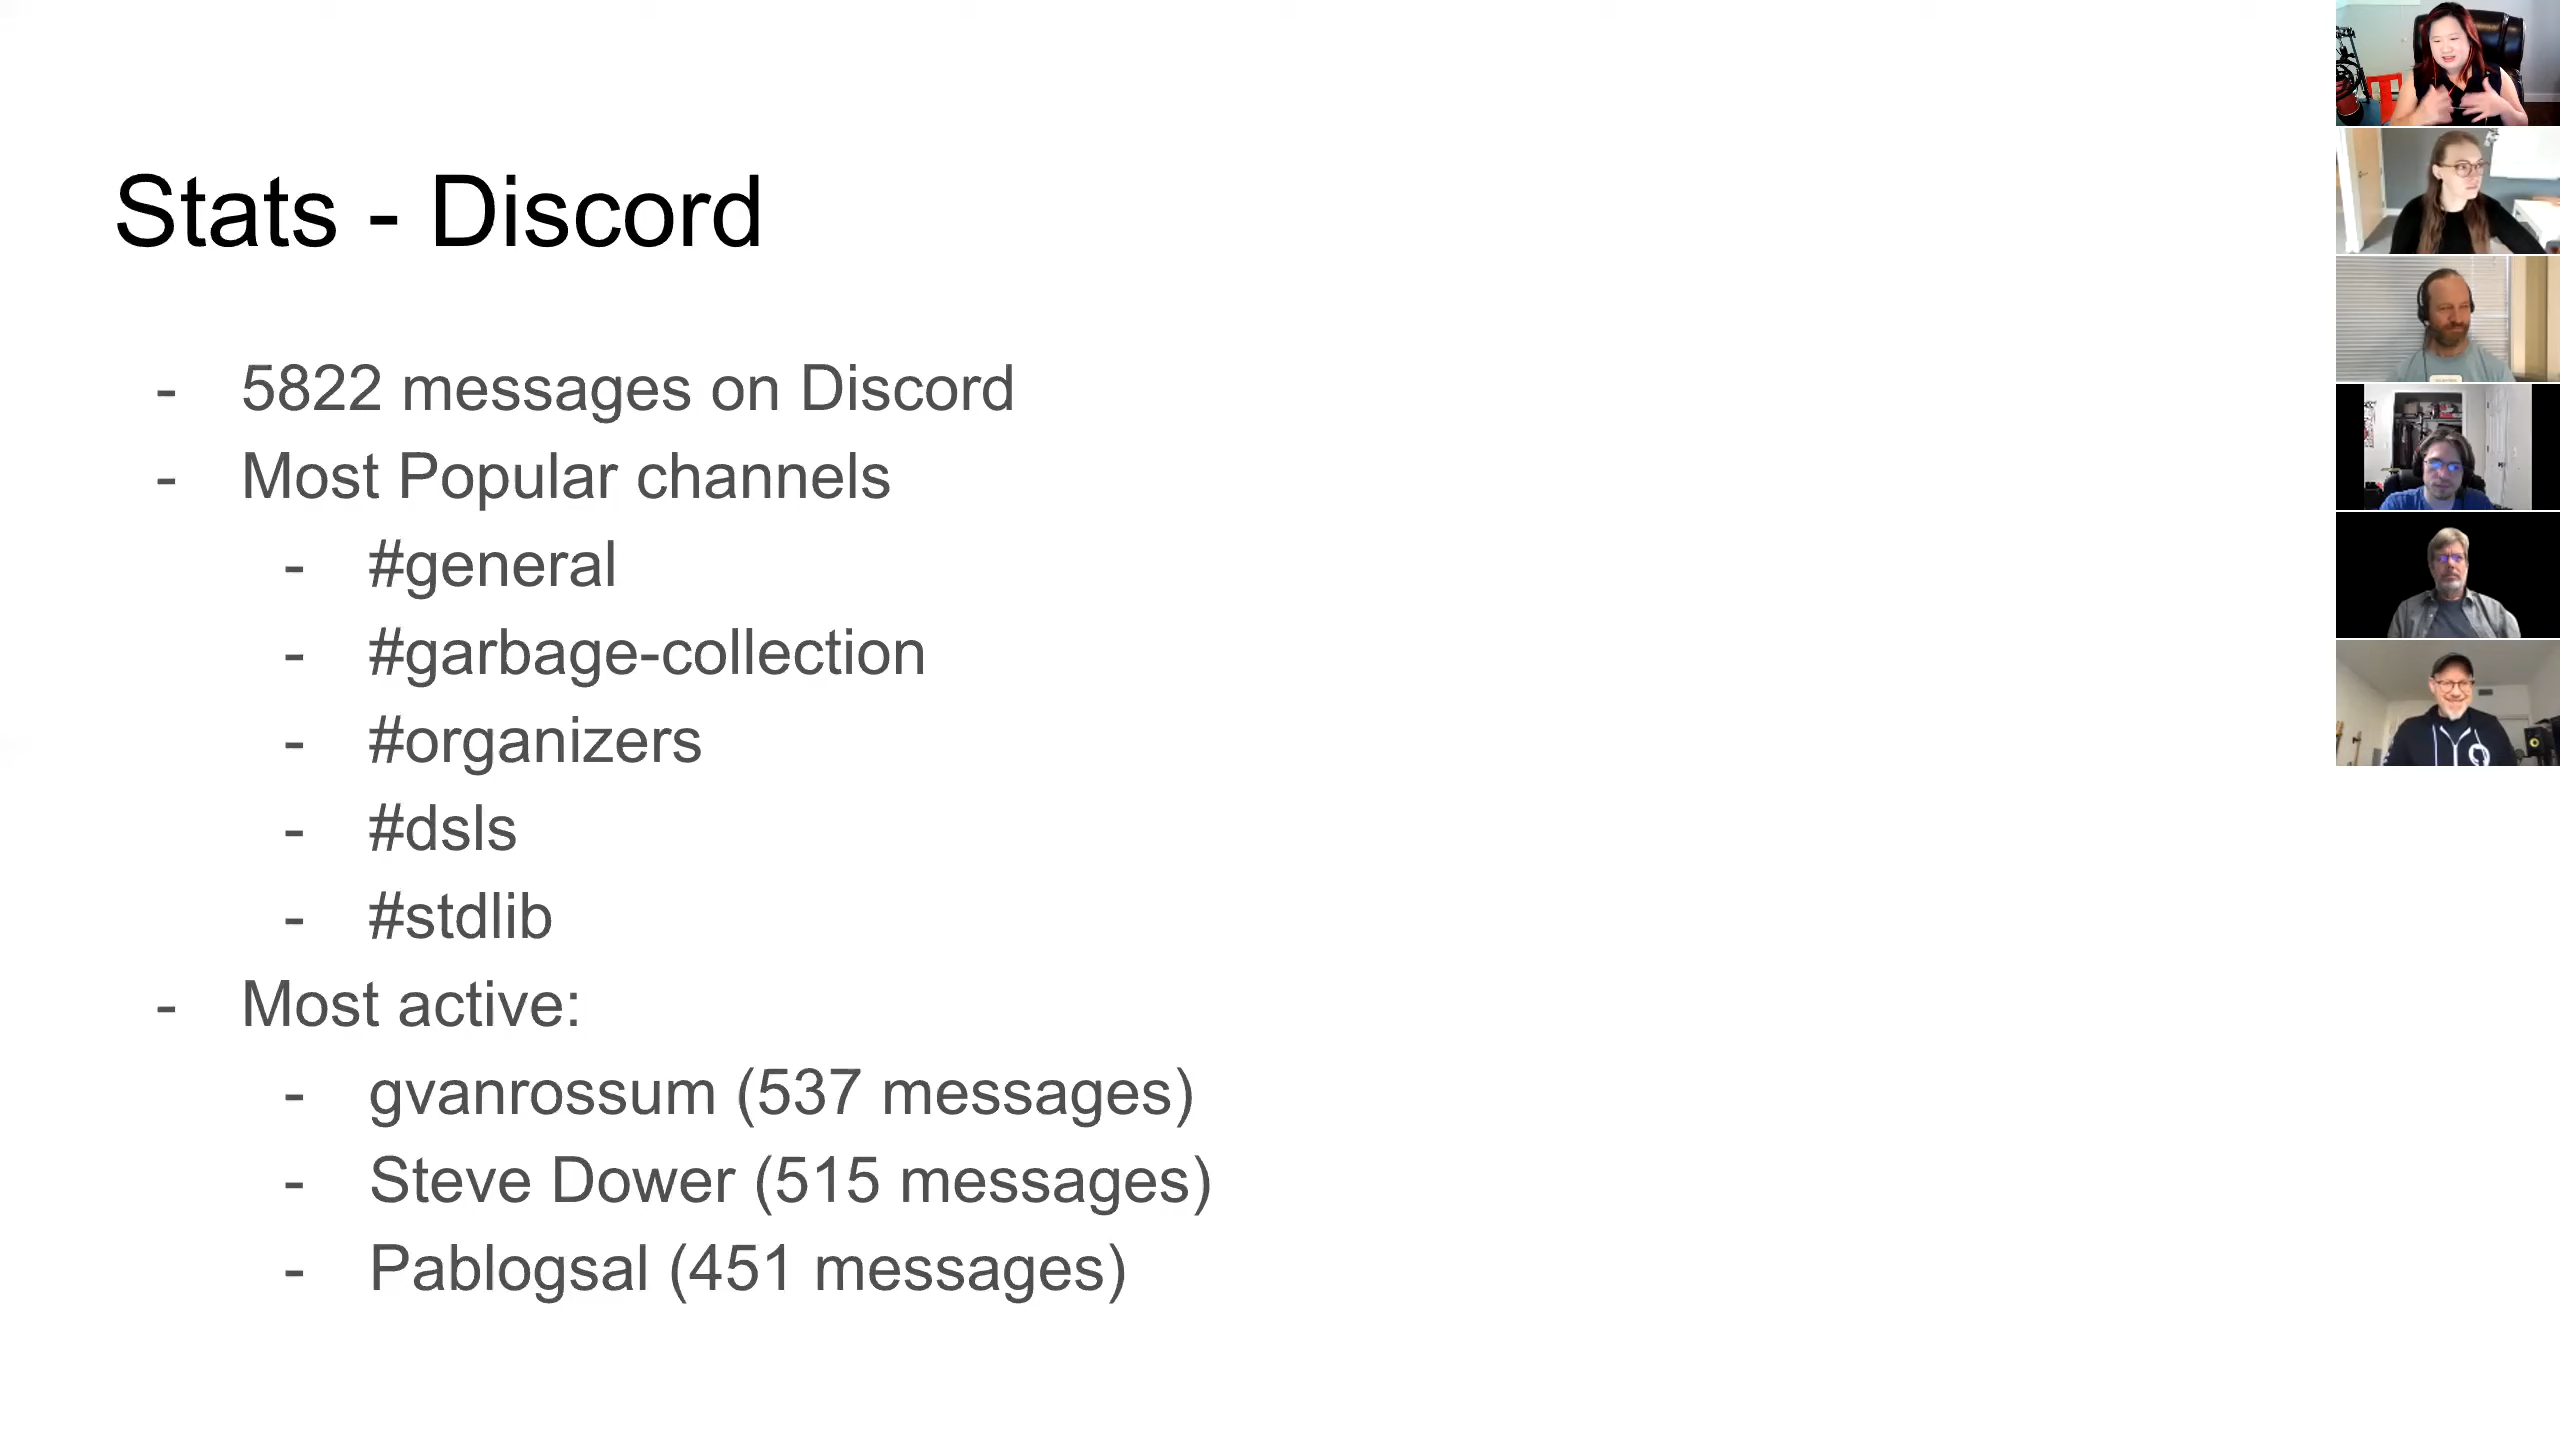 Stats - Discord
- 5822 messages on Discord
- Most Popular channels
- #general
- #garbage-collection
- #organizers
- #dsls
- #stdlib
- Most active:
- gvanrossum (537 messages)
- Steve Dower (515 messages)
- Pablogsal (451 messages)